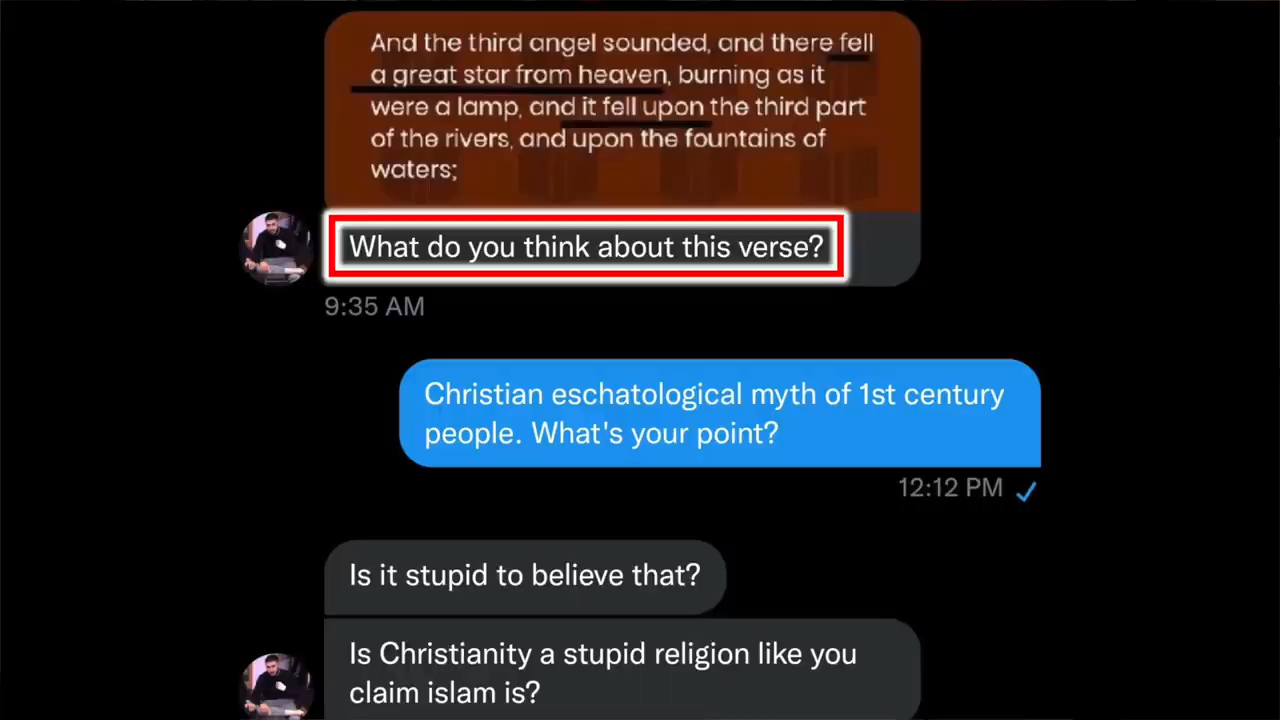 And the third angel sounded, and there fell
a great star from heaven, burning as it
were a lamp, and it fell upon the third part
of the rivers, and upon the fountains of
waters;
What do you think about this verse?
9:35 AM
Christian eschatological myth of 1st century
people. What's your point?
12:12 PM
Is it stupid to believe that?
Is Christianity a stupid religion like you
claim islam is?